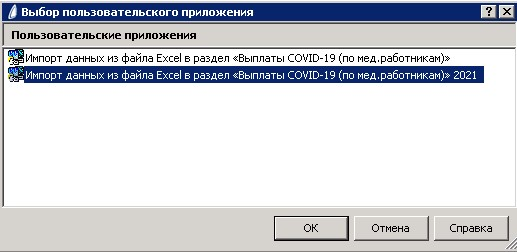 Выбор пользовательского приложения
Пользовательские приложения
Импорт данных из файла Excel в раздел «Выплаты COVID-19 (по мед.работникам)»
Импорт данных из файла Excel в раздел «Выплаты COVID-19 (по мед.работникам)» 2021
OK
Отмена
Справка